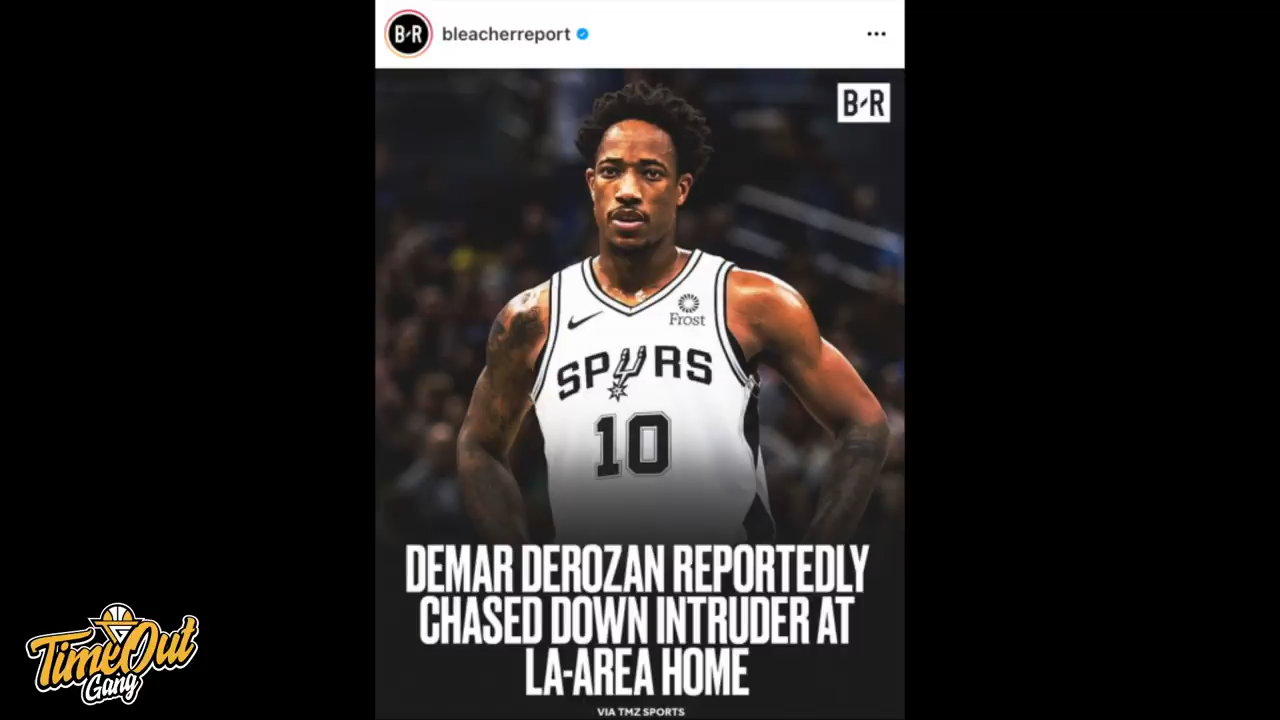 B-R bleacherreport
B-R
Frost
SPURS
10
DEMAR DEROZAN REPORTEDLY
CHASED DOWN INTRUDER AT
LA-AREA HOME
VIA TMZ SPORTS
TimeOut
Gang